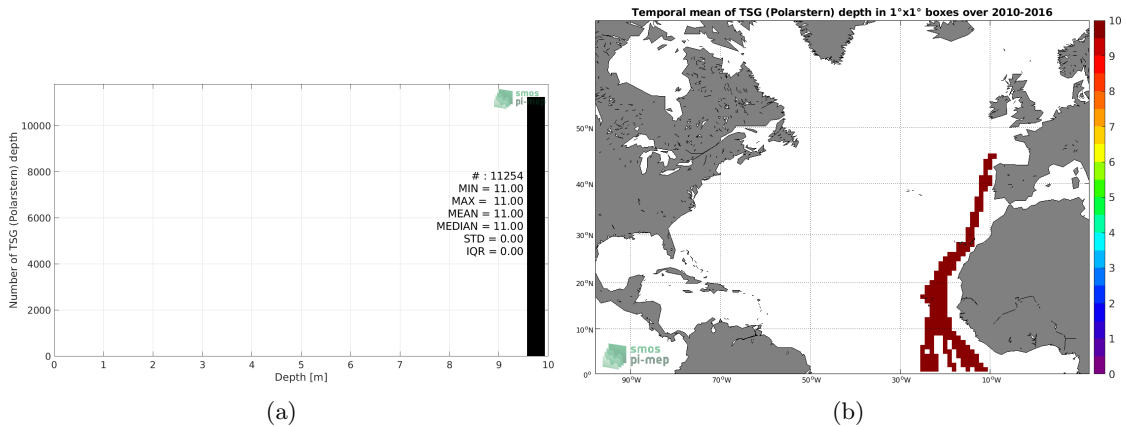 Number of TSG (Polarstern) depth
10000
8000
6000
4000
2000
0
smos
pi-mep
# : 11254
MIN = 11.00
MAX = 11.00
MEAN = 11.00
MEDIAN = 11.00
STD = 0.00
IQR = 0.00
0 1 2 3 4 5 6 7 8 9 10
Depth [m]
(a)
Temporal mean of TSG (Polarstern) depth in 1°x1° boxes over 2010-2016
50°N
40°N
30°N
20°N
10°N
0°
smos
pi-mep
90°W 70°W 50°W 30°W 10°W
10
9
8
7
6
5
4
3
2
1
0
(b)